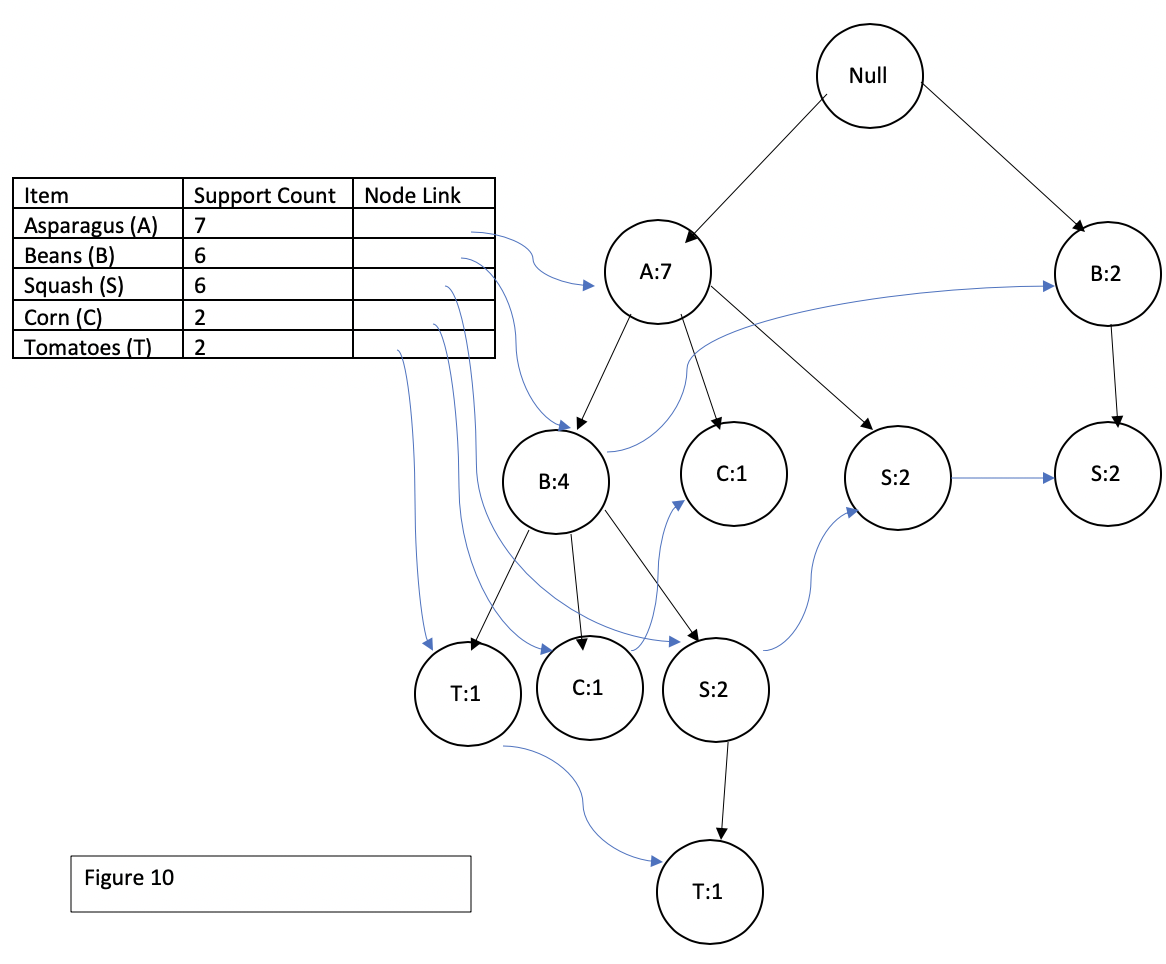 Null
Item Support Count Node Link
Asparagus (A) 7
Beans (B) 6
Squash (S) 6
Corn (C) 2
Tomatoes (T) 2
A:7
B:2
B:4
C:1
S:2
S:2
T:1
C:1
S:2
T:1
Figure 10